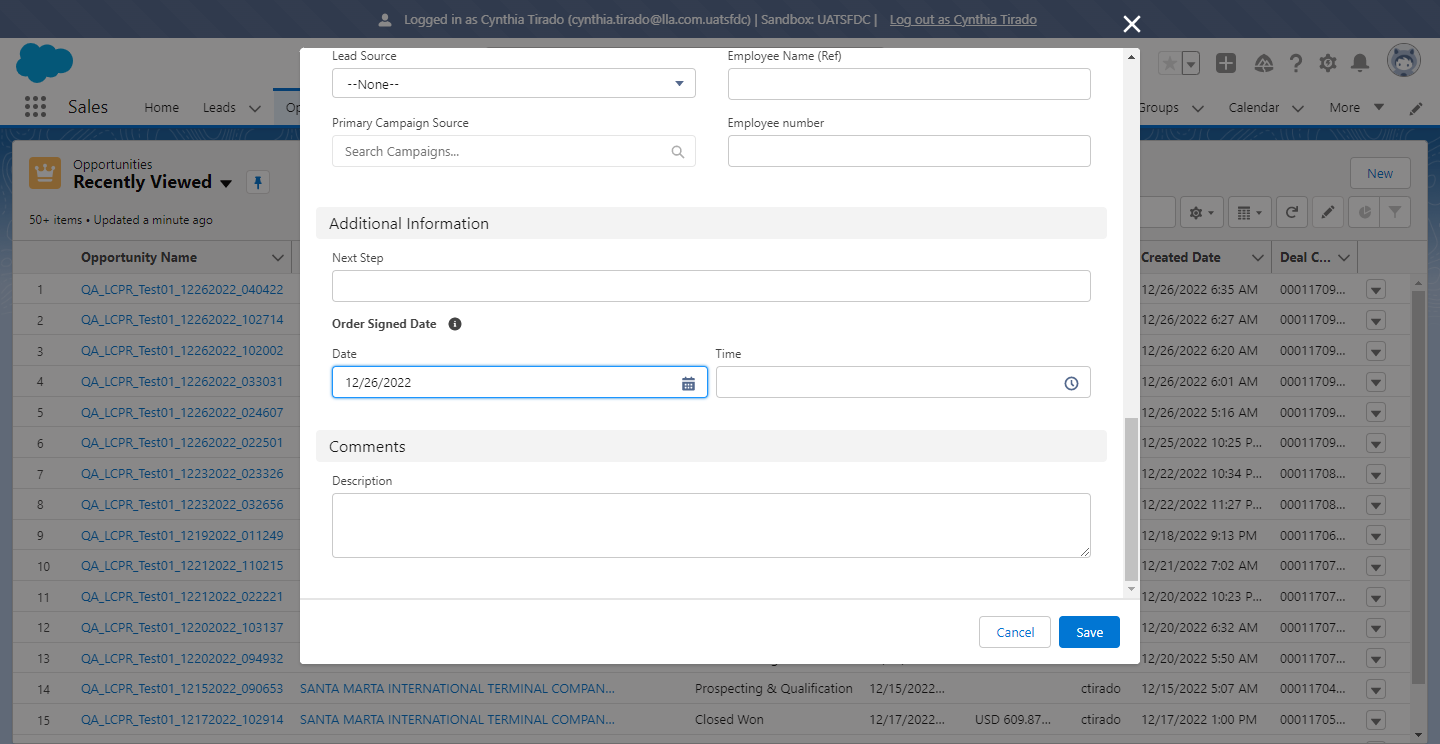 Logged in as Cynthia Tirado (cynthia.tirado@lla.com.uatsfdc) | Sandbox: UATSFDC | Log out as Cynthia Tirado
Sales Home Leads Op Groups Calendar More
Opportunities
Recently Viewed
New
50+ items • Updated a minute ago
Lead Source Employee Name (Ref)
--None--
Primary Campaign Source Employee number
Search Campaigns...
Additional Information
Next Step
Order Signed Date
Date Time
12/26/2022
Comments
Description
Cancel Save
Opportunity Name Created Date Deal C...
1 QA_LCPR_Test01_12262022_040422 12/26/2022 6:35 AM 00011709...
2 QA_LCPR_Test01_12262022_102714 12/26/2022 6:27 AM 00011709...
3 QA_LCPR_Test01_12262022_102002 12/26/2022 6:20 AM 00011709...
4 QA_LCPR_Test01_12262022_033031 12/26/2022 6:01 AM 00011709...
5 QA_LCPR_Test01_12262022_024607 12/26/2022 5:16 AM 00011709...
6 QA_LCPR_Test01_12262022_022501 12/25/2022 10:25 P... 00011709...
7 QA_LCPR_Test01_12232022_023326 12/22/2022 10:34 P... 00011708...
8 QA_LCPR_Test01_12232022_032656 12/22/2022 11:27 P... 00011708...
9 QA_LCPR_Test01_12192022_011249 12/18/2022 9:13 PM 00011706...
10 QA_LCPR_Test01_12212022_110215 12/21/2022 7:02 AM 00011707...
11 QA_LCPR_Test01_12212022_022221 12/20/2022 10:23 P... 00011707...
12 QA_LCPR_Test01_12202022_103137 12/20/2022 6:32 AM 00011707...
13 QA_LCPR_Test01_12202022_094932 12/20/2022 5:50 AM 00011707...
14 QA_LCPR_Test01_12152022_090653 SANTA MARTA INTERNATIONAL TERMINAL COMPAN... Prospecting & Qualification 12/15/2022... ctirado 12/15/2022 5:07 AM 00011704...
15 QA_LCPR_Test01_12172022_102914 SANTA MARTA INTERNATIONAL TERMINAL COMPAN... Closed Won 12/17/2022... USD 609.87... ctirado 12/17/2022 1:00 PM 00011705...